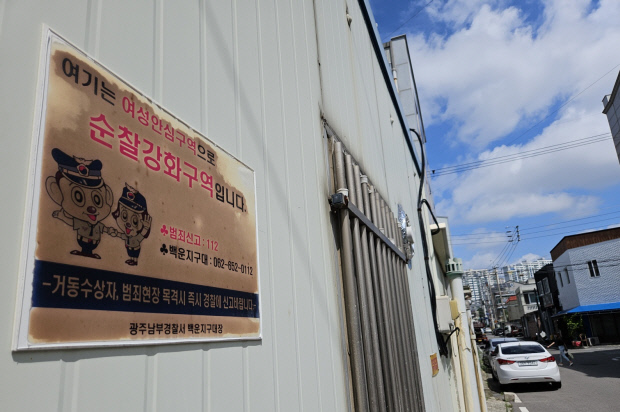 여기는 여성안심구역으로
순찰강화구역입니다.
♣범죄신고 : 112
♣백운지구대 : 062-652-0112
-거동수상자, 범죄현장 목격시 즉시 경찰에 신고바랍니다.-
광주남부경찰서 백운지구대장